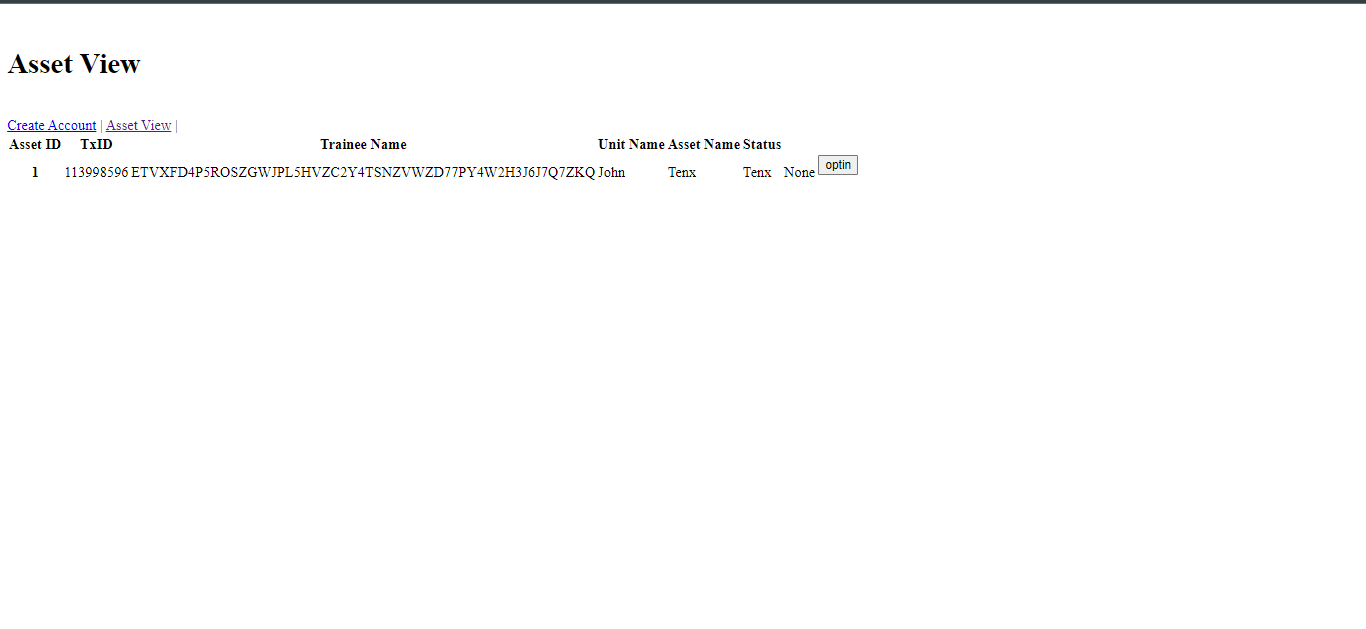 Asset View
Create Account | Asset View |
Asset ID TxID Trainee Name Unit Name Asset Name Status
1 113998596 ETVXFD4P5ROSZGWJPL5HVZC2Y4TSNZVWZD77PY4W2H3J6J7Q7ZKQ John Tenx Tenx None optin